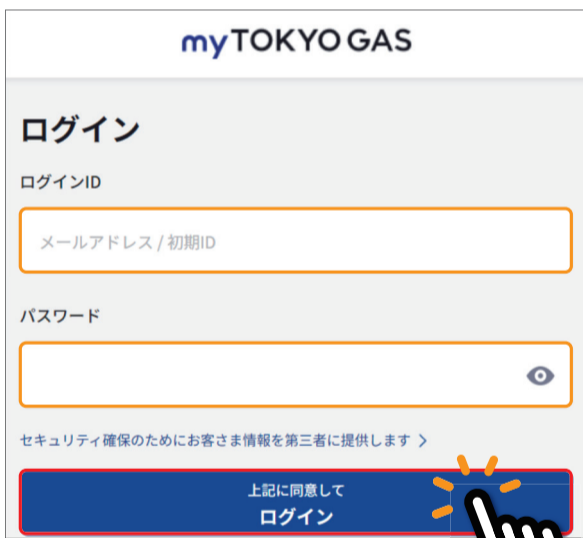 myTOKYO GAS
ログイン
ログインID
メールアドレス / 初期ID
パスワード
セキュリティ確保のためにお客さま情報を第三者に提供します >
上記に同意して
ログイン